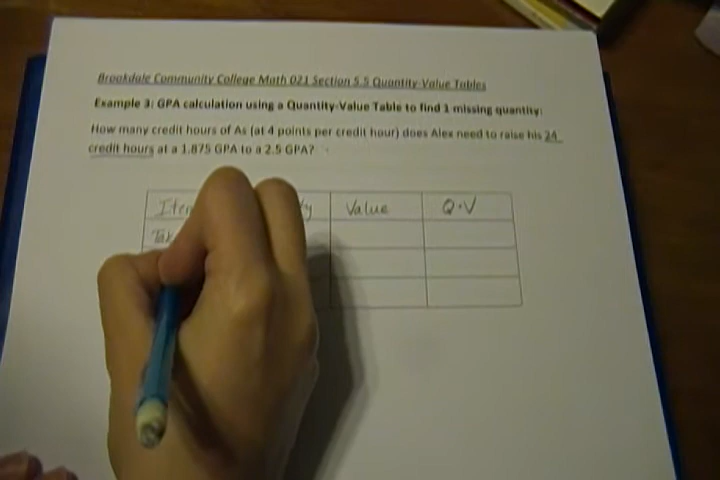 Brookdale Community College Math 021 Section 5.5 Quantity-Value Tables
Example 3: GPA calculation using a Quantity-Value Table to find 1 missing quantity:
How many credit hours of As (at 4 points per credit hour) does Alex need to raise his 24
credit hours at a 1.875 GPA to a 2.5 GPA?
Value Q·V